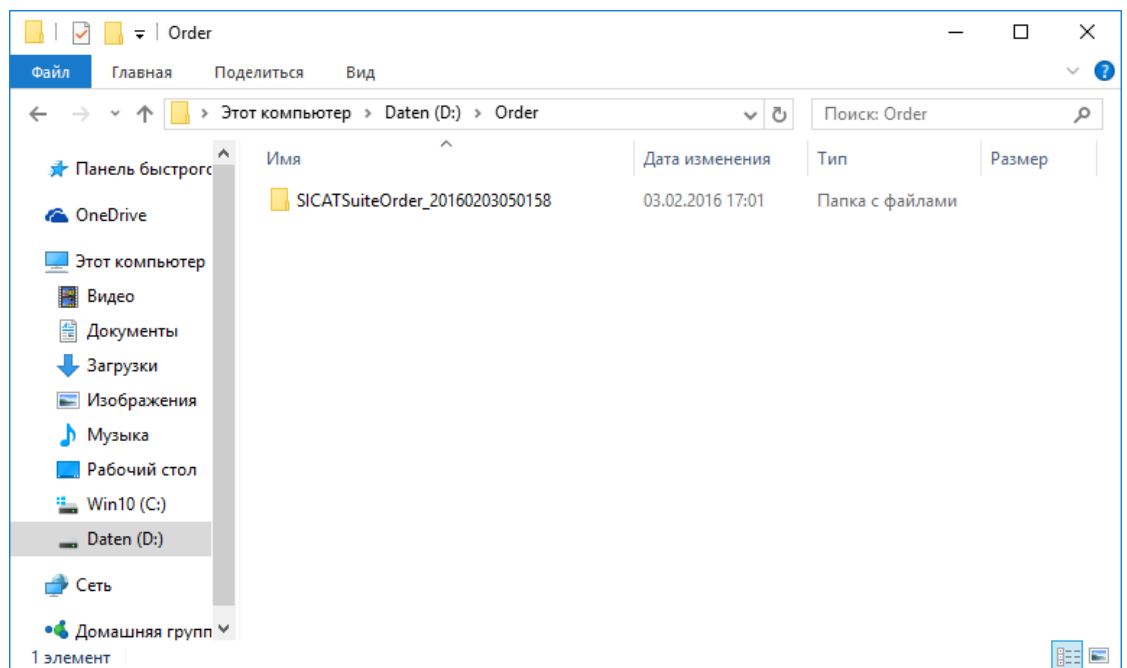 Order
Файл Главная Поделиться Вид
Этот компьютер > Daten (D:) > Order Поиск: Order
Имя Дата изменения Тип Размер
SICATSuiteOrder_20160203050158 03.02.2016 17:01 Папка с файлами
Панель быстрого
OneDrive
Этот компьютер
Видео
Документы
Загрузки
Изображения
Музыка
Рабочий стол
Win10 (C:)
Daten (D:)
Сеть
Домашняя групп
1 элемент